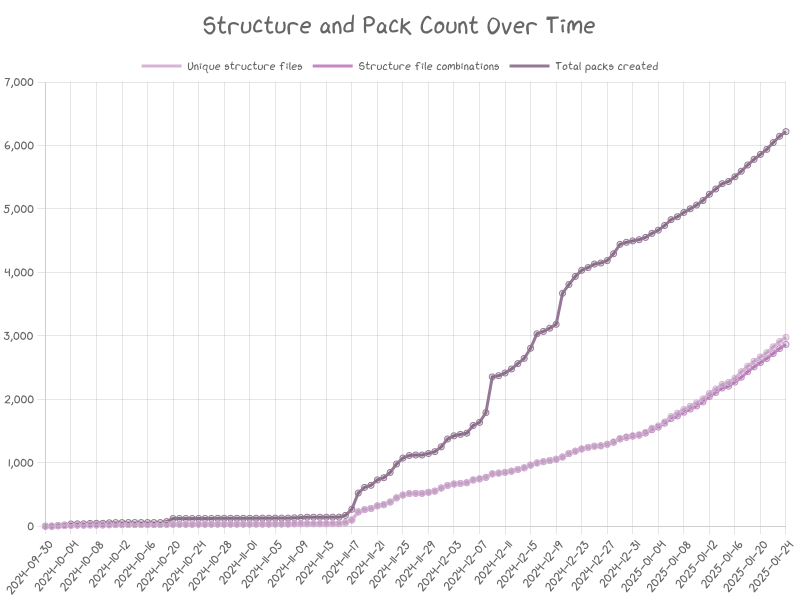 Structure and Pack Count Over Time
Unique structure files Structure file combinations Total packs created
7,000
6,000
5,000
4,000
3,000
2,000
1,000
0
2024-09-30 2024-10-04 2024-10-08 2024-10-12 2024-10-16 2024-10-20 2024-10-24 2024-10-28 2024-11-01 2024-11-05 2024-11-09 2024-11-13 2024-11-17 2024-11-21 2024-11-25 2024-11-29 2024-12-03 2024-12-07 2024-12-11 2024-12-15 2024-12-19 2024-12-23 2024-12-27 2024-12-31 2025-01-04 2025-01-08 2025-01-12 2025-01-16 2025-01-20 2025-01-24